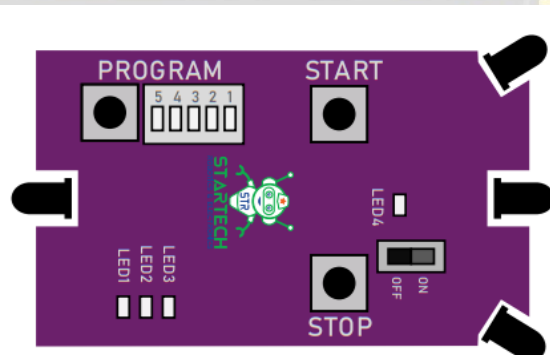 PROGRAM
START
5 4 3 2 1
STARTECH
STR
LED4
OFF
ON
LED1
LED2
LED3
STOP